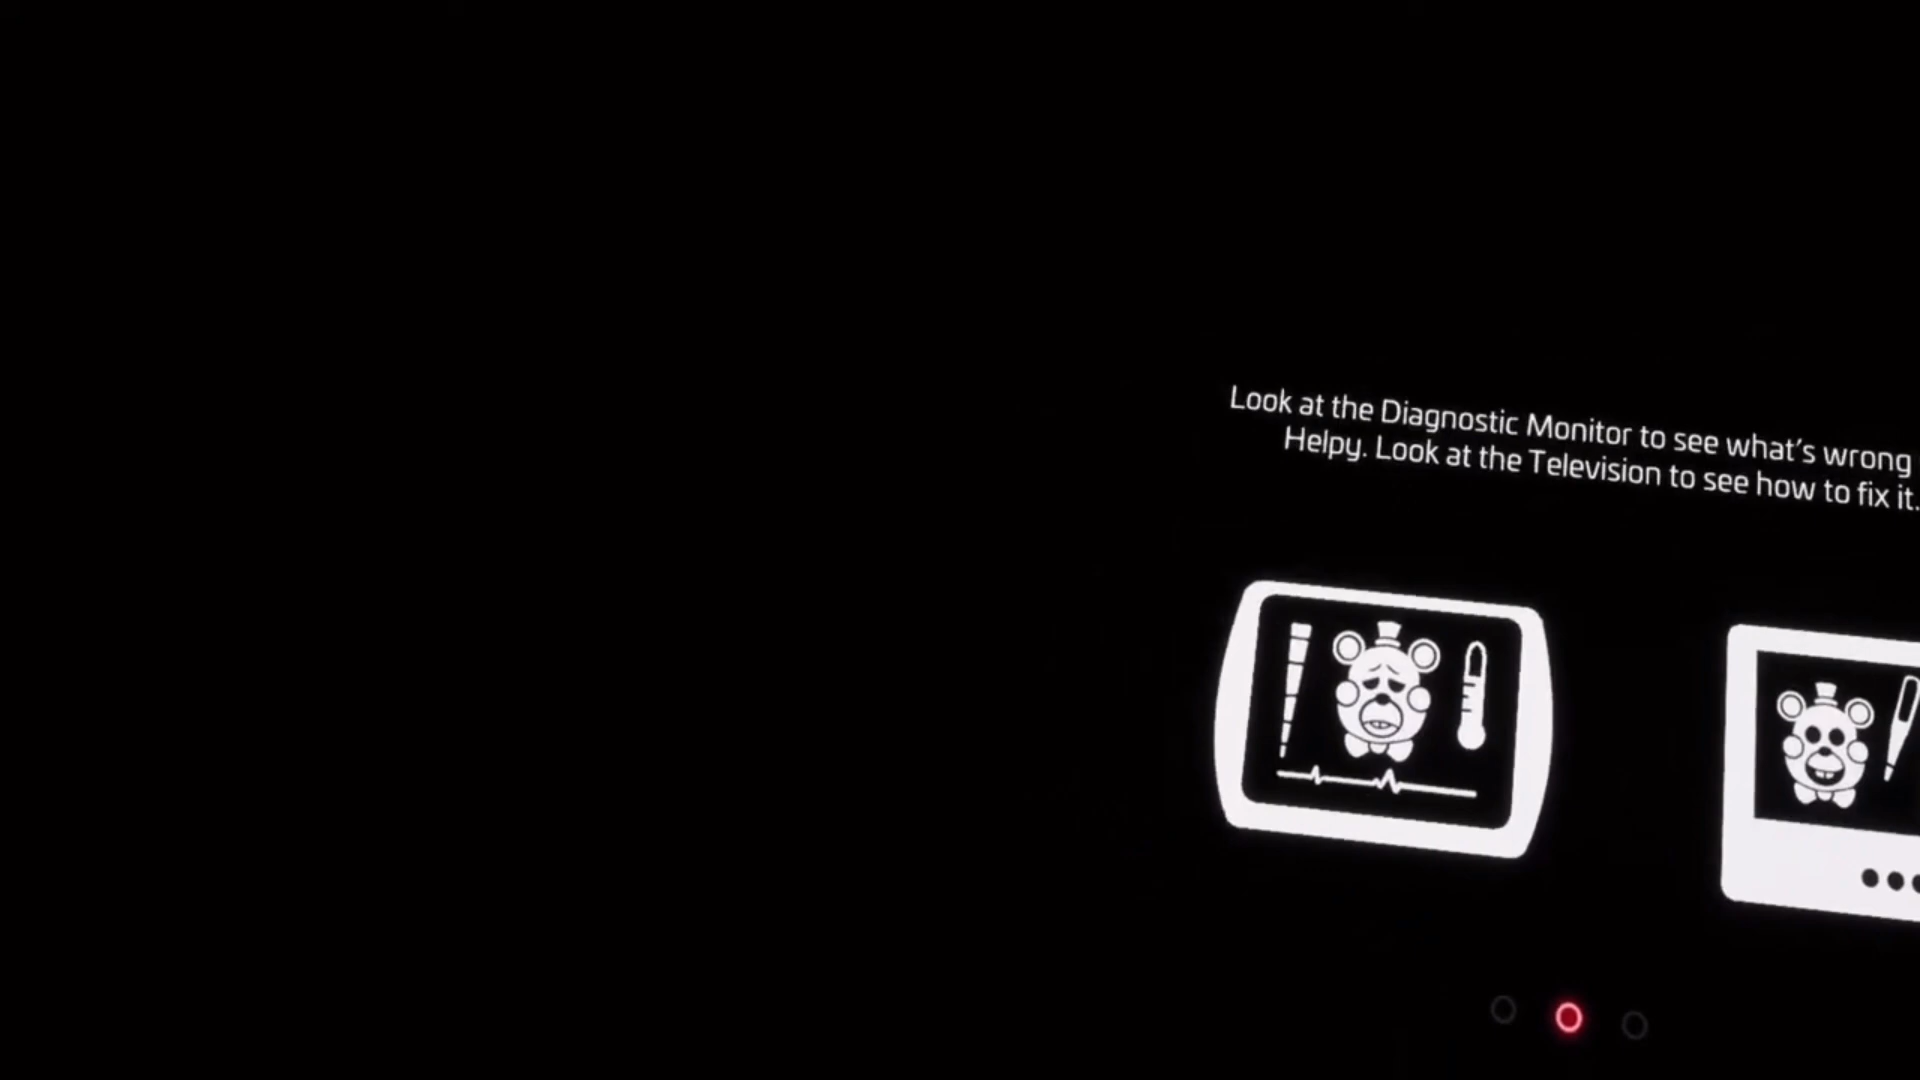 Look at the Diagnostic Monitor to see what's wrong
Helpy. Look at the Television to see how to fix it.